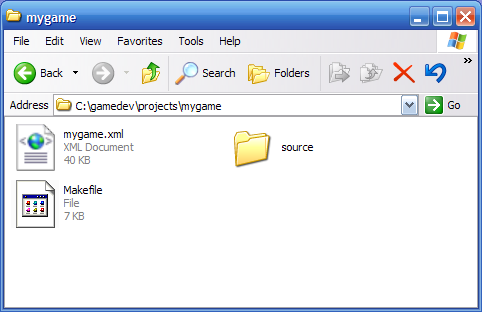 mygame
File Edit View Favorites Tools Help
Back Search Folders
Address C:\gamedev\projects\mygame Go
mygame.xml
XML Document
40 KB
source
Makefile
File
7 KB